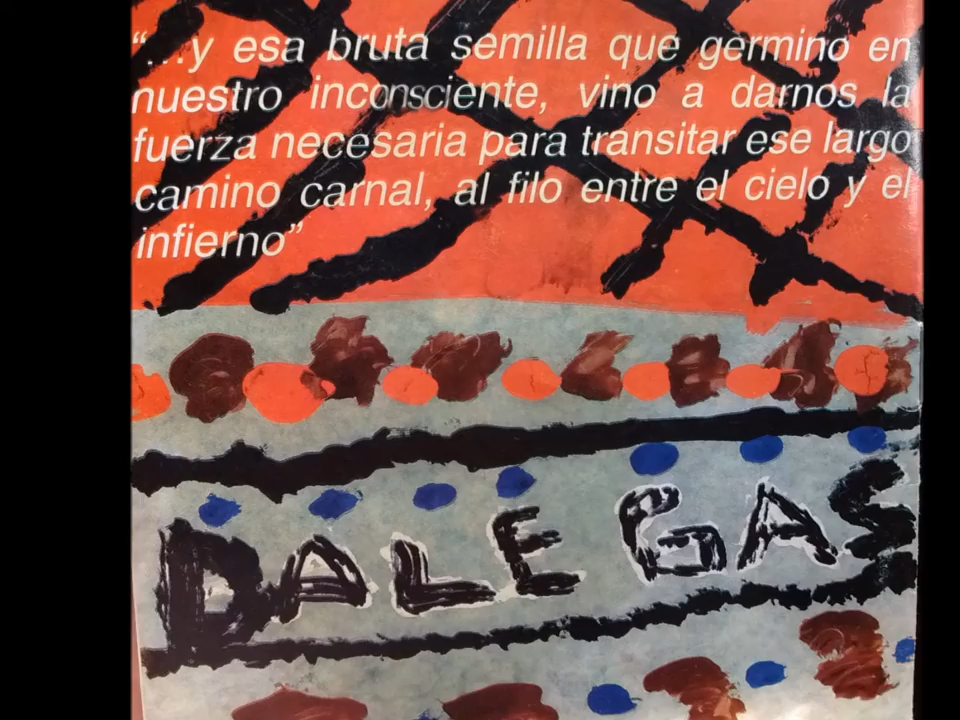 “...y esa bruta semilla que germino en
nuestro inconsciente, vino a darnos la
fuerza necesaria para transitar ese largo
camino carnal, al filo entre el cielo y el
infierno”
DALE GAS